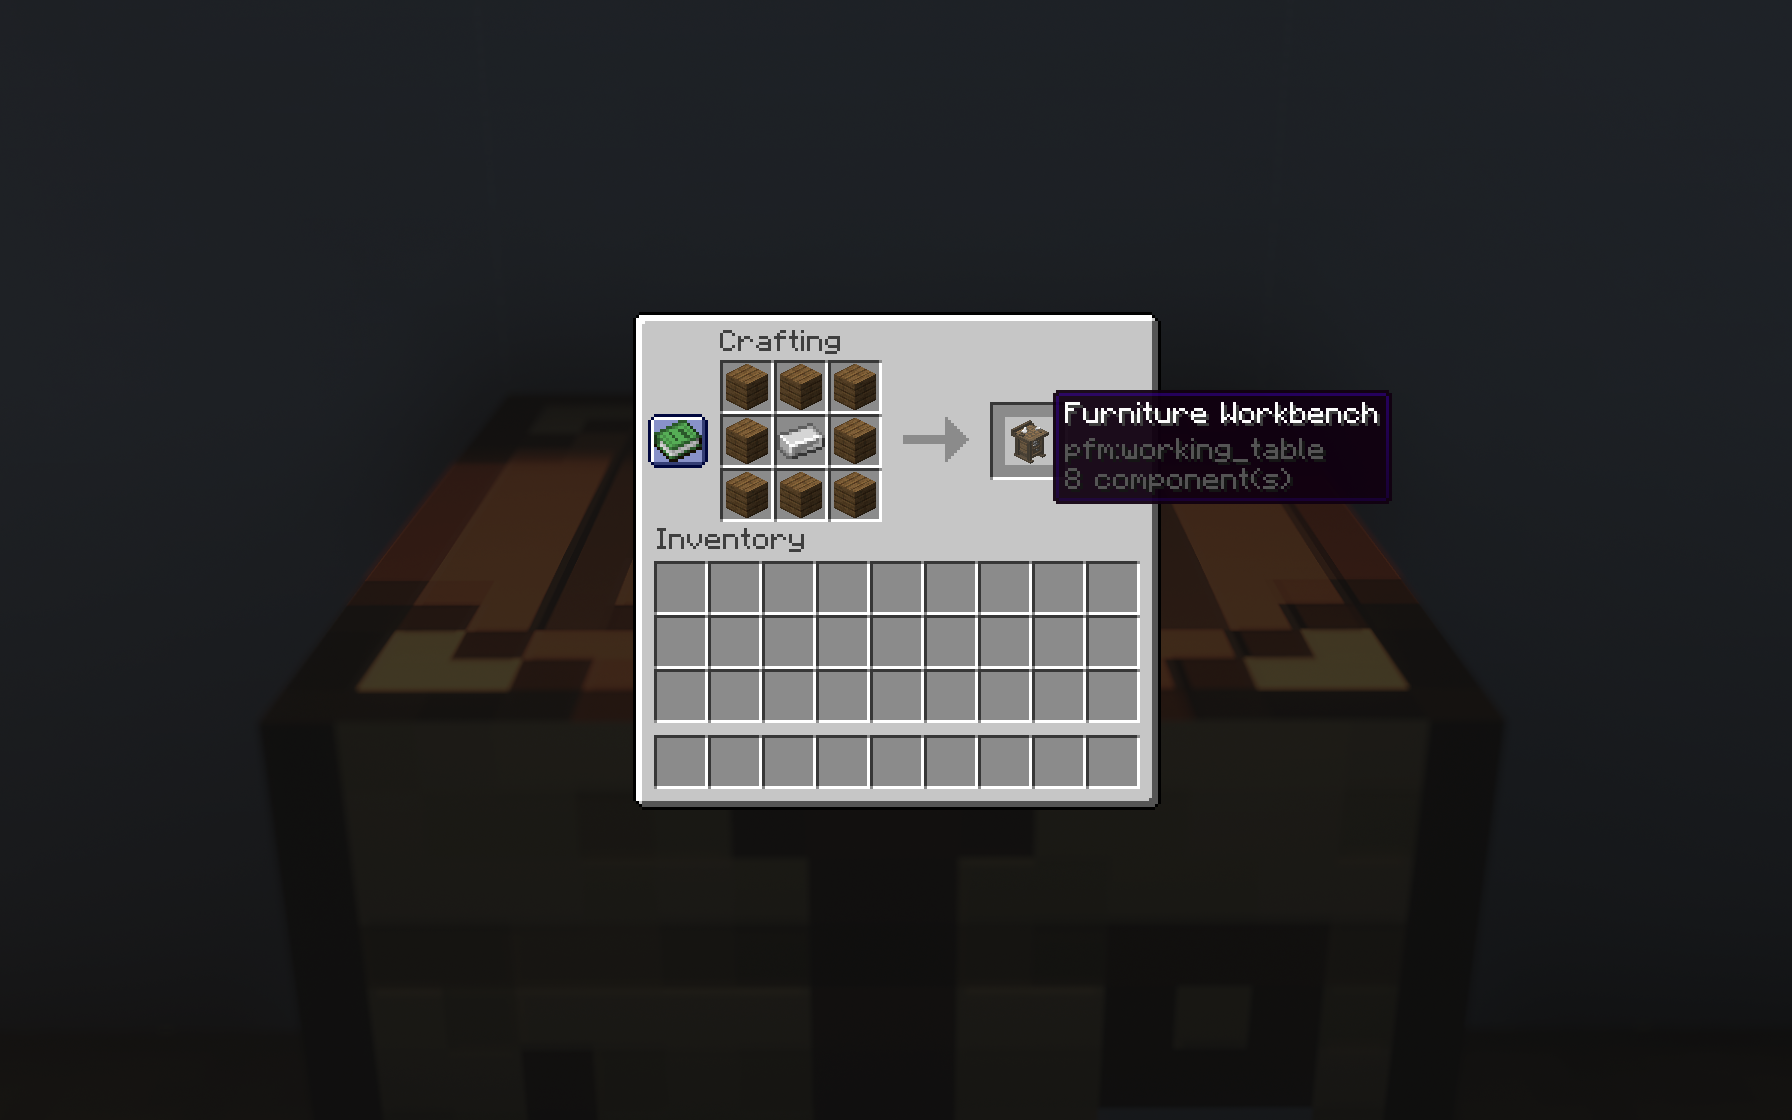 Crafting
Furniture Workbench
pfm:working_table
8 component(s)
Inventory